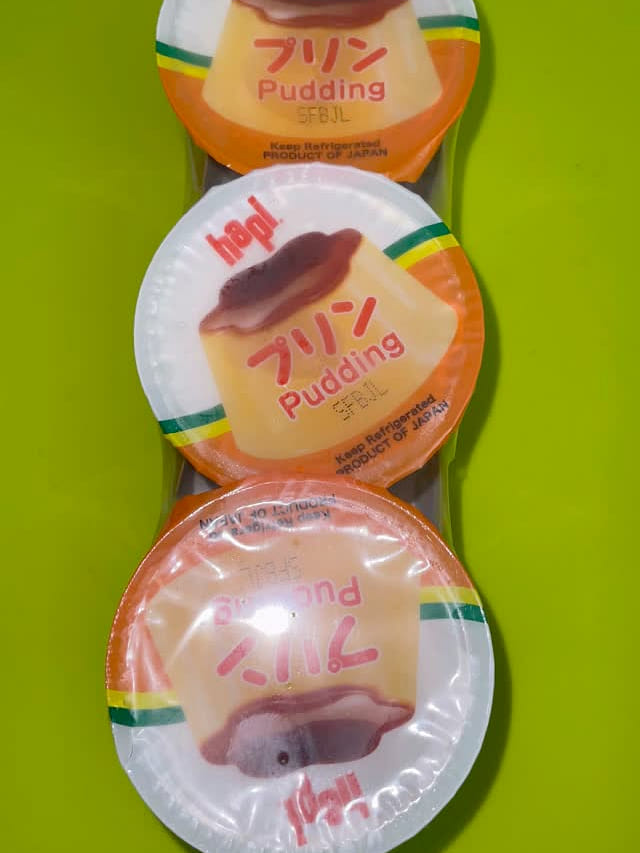 プリン
Pudding
SFBJL
Keep Refrigerated
PRODUCT OF JAPAN
hapi
プリン
Pudding
SFBJL
Keep Refrigerated
PRODUCT OF JAPAN
Keep Refrigera
PRODUCT OF JAPAN
SFBJL
Pudding
プリン
hapi